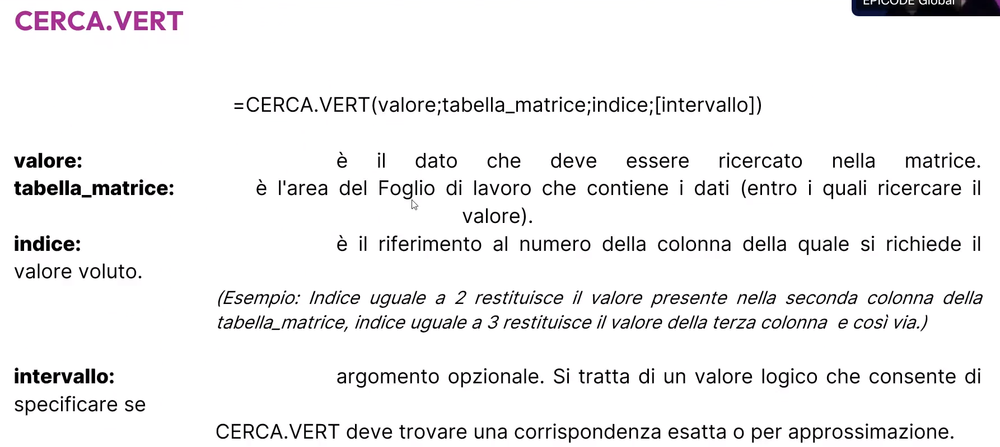 EPICODE Global
CERCA.VERT
=CERCA.VERT(valore;tabella_matrice;indice;[intervallo])
valore: è il dato che deve essere ricercato nella matrice.
tabella_matrice: è l'area del Foglio di lavoro che contiene i dati (entro i quali ricercare il
valore).
indice: è il riferimento al numero della colonna della quale si richiede il
valore voluto.
(Esempio: Indice uguale a 2 restituisce il valore presente nella seconda colonna della
tabella_matrice, indice uguale a 3 restituisce il valore della terza colonna e così via.)
intervallo: argomento opzionale. Si tratta di un valore logico che consente di
specificare se
CERCA.VERT deve trovare una corrispondenza esatta o per approssimazione.